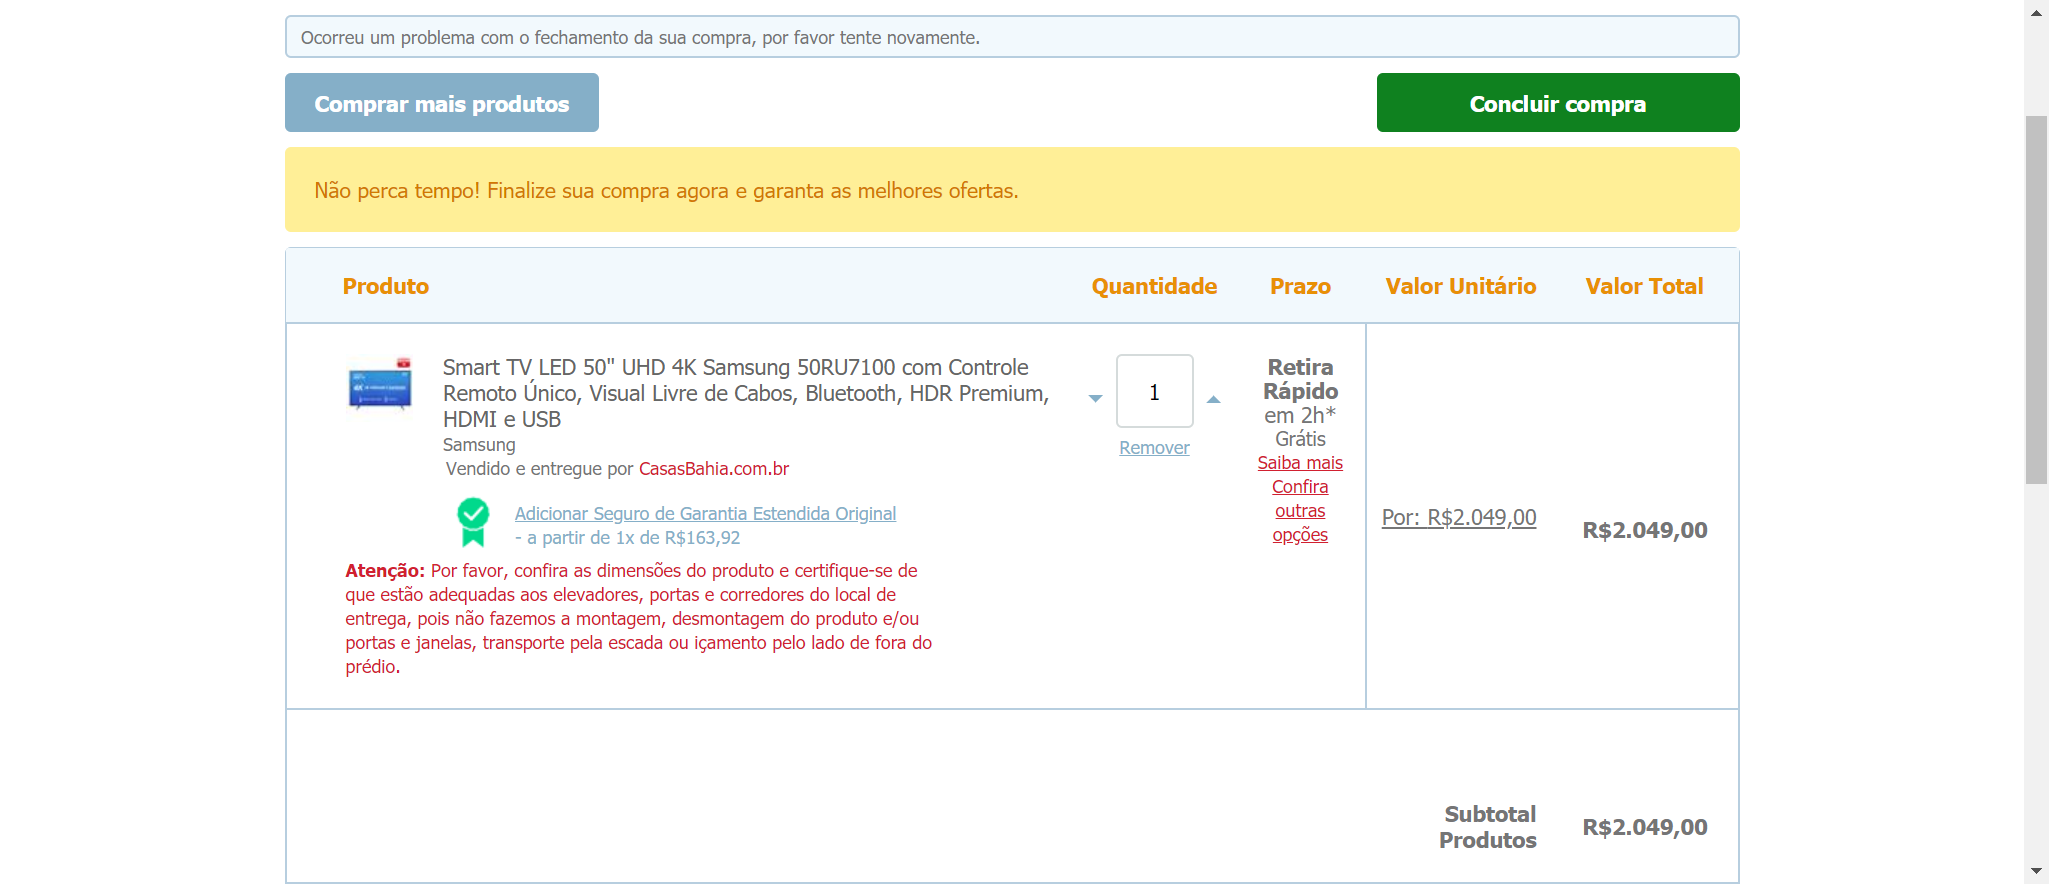 Ocorreu um problema com o fechamento da sua compra, por favor tente novamente.
Comprar mais produtos
Concluir compra
Não perca tempo! Finalize sua compra agora e garanta as melhores ofertas.
Produto
Quantidade
Prazo
Valor Unitário
Valor Total
Smart TV LED 50" UHD 4K Samsung 50RU7100 com Controle
Remoto Único, Visual Livre de Cabos, Bluetooth, HDR Premium,
HDMI e USB
Samsung
Vendido e entregue por CasasBahia.com.br
Adicionar Seguro de Garantia Estendida Original
- a partir de 1x de R$163,92
Atenção: Por favor, confira as dimensões do produto e certifique-se de
que estão adequadas aos elevadores, portas e corredores do local de
entrega, pois não fazemos a montagem, desmontagem do produto e/ou
portas e janelas, transporte pela escada ou içamento pelo lado de fora do
prédio.
1
Remover
Retira
Rápido
em 2h*
Grátis
Saiba mais
Confira
outras
opções
Por: R$2.049,00
R$2.049,00
Subtotal
Produtos
R$2.049,00